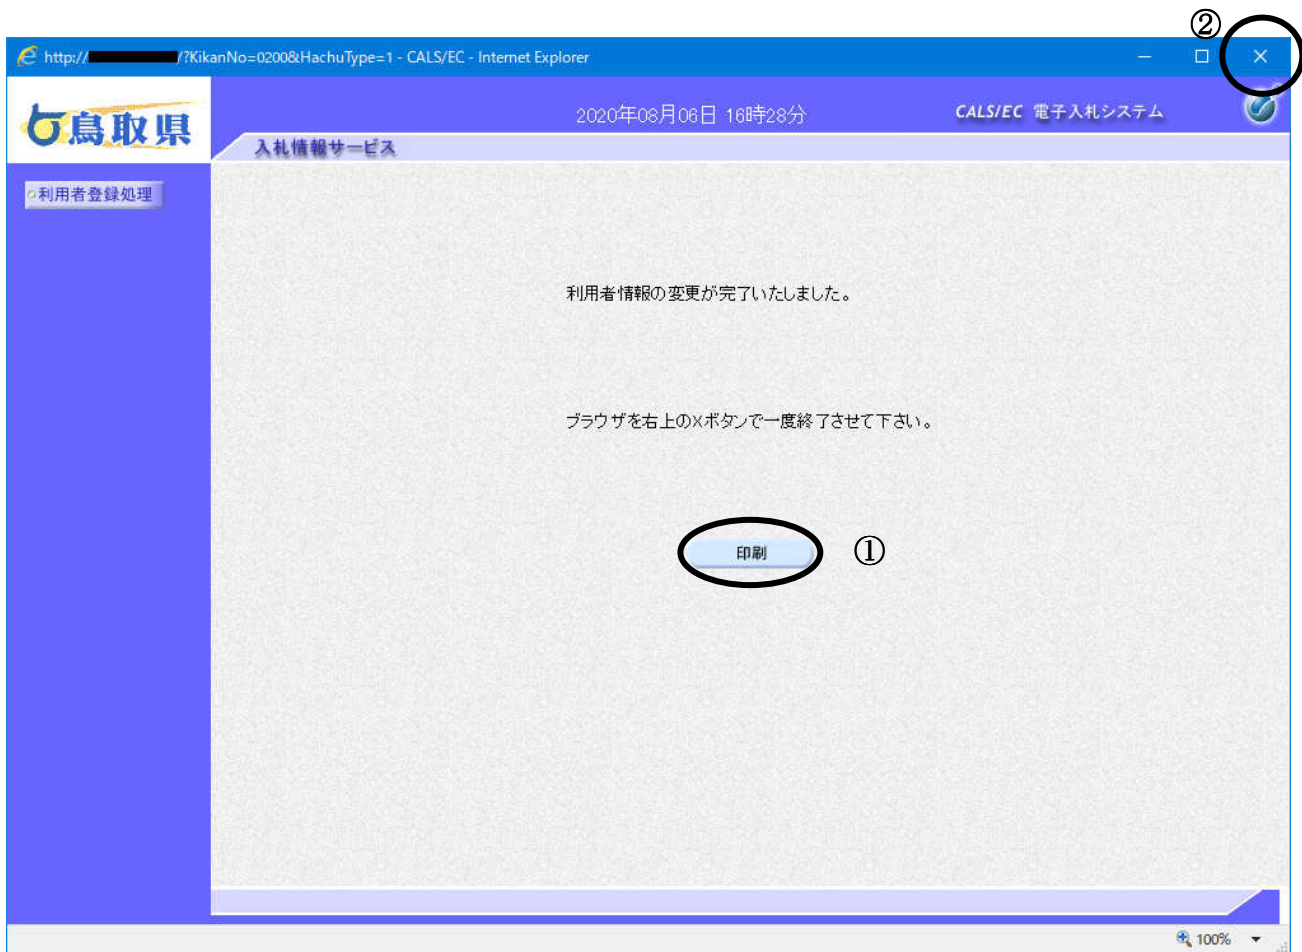 ②
http:// /?KikanNo=0200&HachuType=1 - CALS/EC - Internet Explorer
鳥取県
2020年08月06日 16時28分
CALS/EC 電子入札システム
入札情報サービス
利用者登録処理
利用者情報の変更が完了いたしました。
ブラウザを右上の×ボタンで一度終了させて下さい。
印刷
①
100%